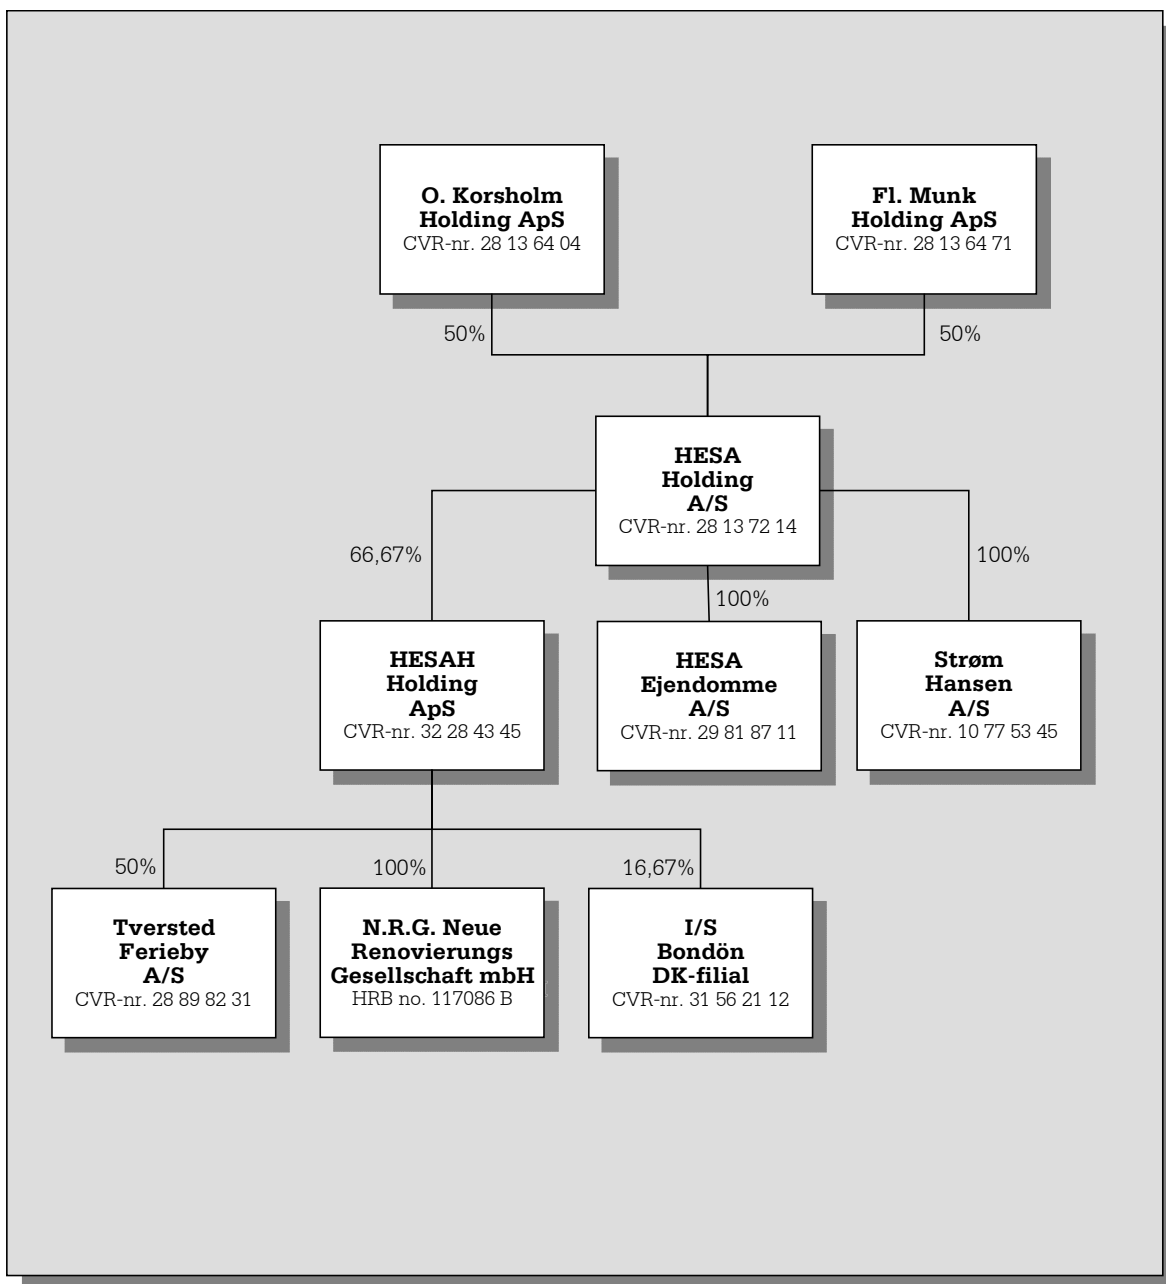 O. Korsholm
Holding ApS
CVR-nr. 28 13 64 04
Fl. Munk
Holding ApS
CVR-nr. 28 13 64 71
50%
50%
HESA
Holding
A/S
CVR-nr. 28 13 72 14
66,67%
100%
100%
HESAH
Holding
ApS
CVR-nr. 32 28 43 45
HESA
Ejendomme
A/S
CVR-nr. 29 81 87 11
Strøm
Hansen
A/S
CVR-nr. 10 77 53 45
50%
100%
16,67%
Tversted
Ferieby
A/S
CVR-nr. 28 89 82 31
N.R.G. Neue
Renovierungs
Gesellschaft mbH
HRB no. 117086 B
I/S
Bondön
DK-filial
CVR-nr. 31 56 21 12